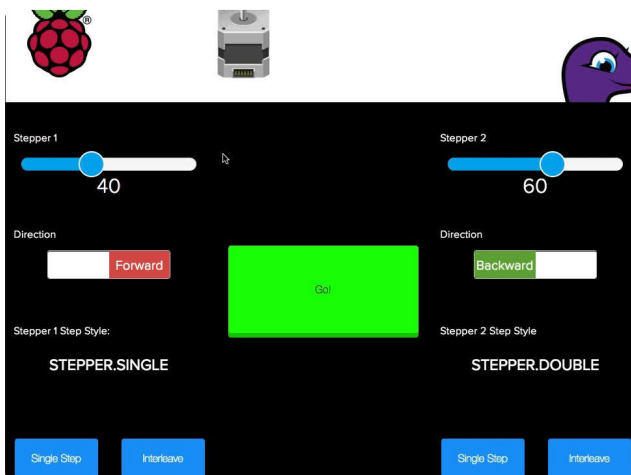 Stepper 1
40
Direction
Forward
Stepper 1 Step Style:
STEPPER.SINGLE
Single Step
Interleave
Go!
Stepper 2
60
Direction
Backward
Stepper 2 Step Style
STEPPER.DOUBLE
Single Step
Interleave